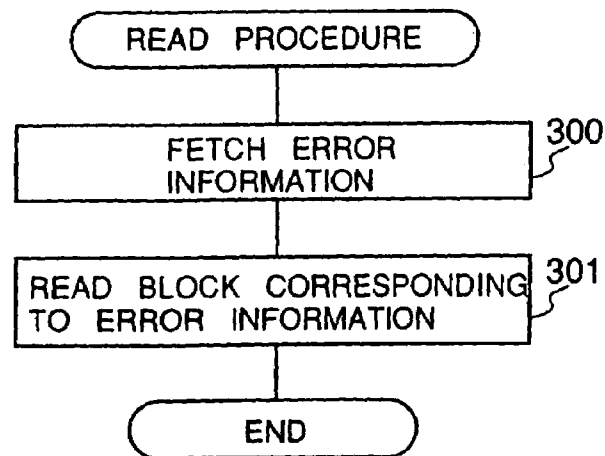 READ PROCEDURE
FETCH ERROR
INFORMATION
300
READ BLOCK CORRESPONDING
TO ERROR INFORMATION
301
END